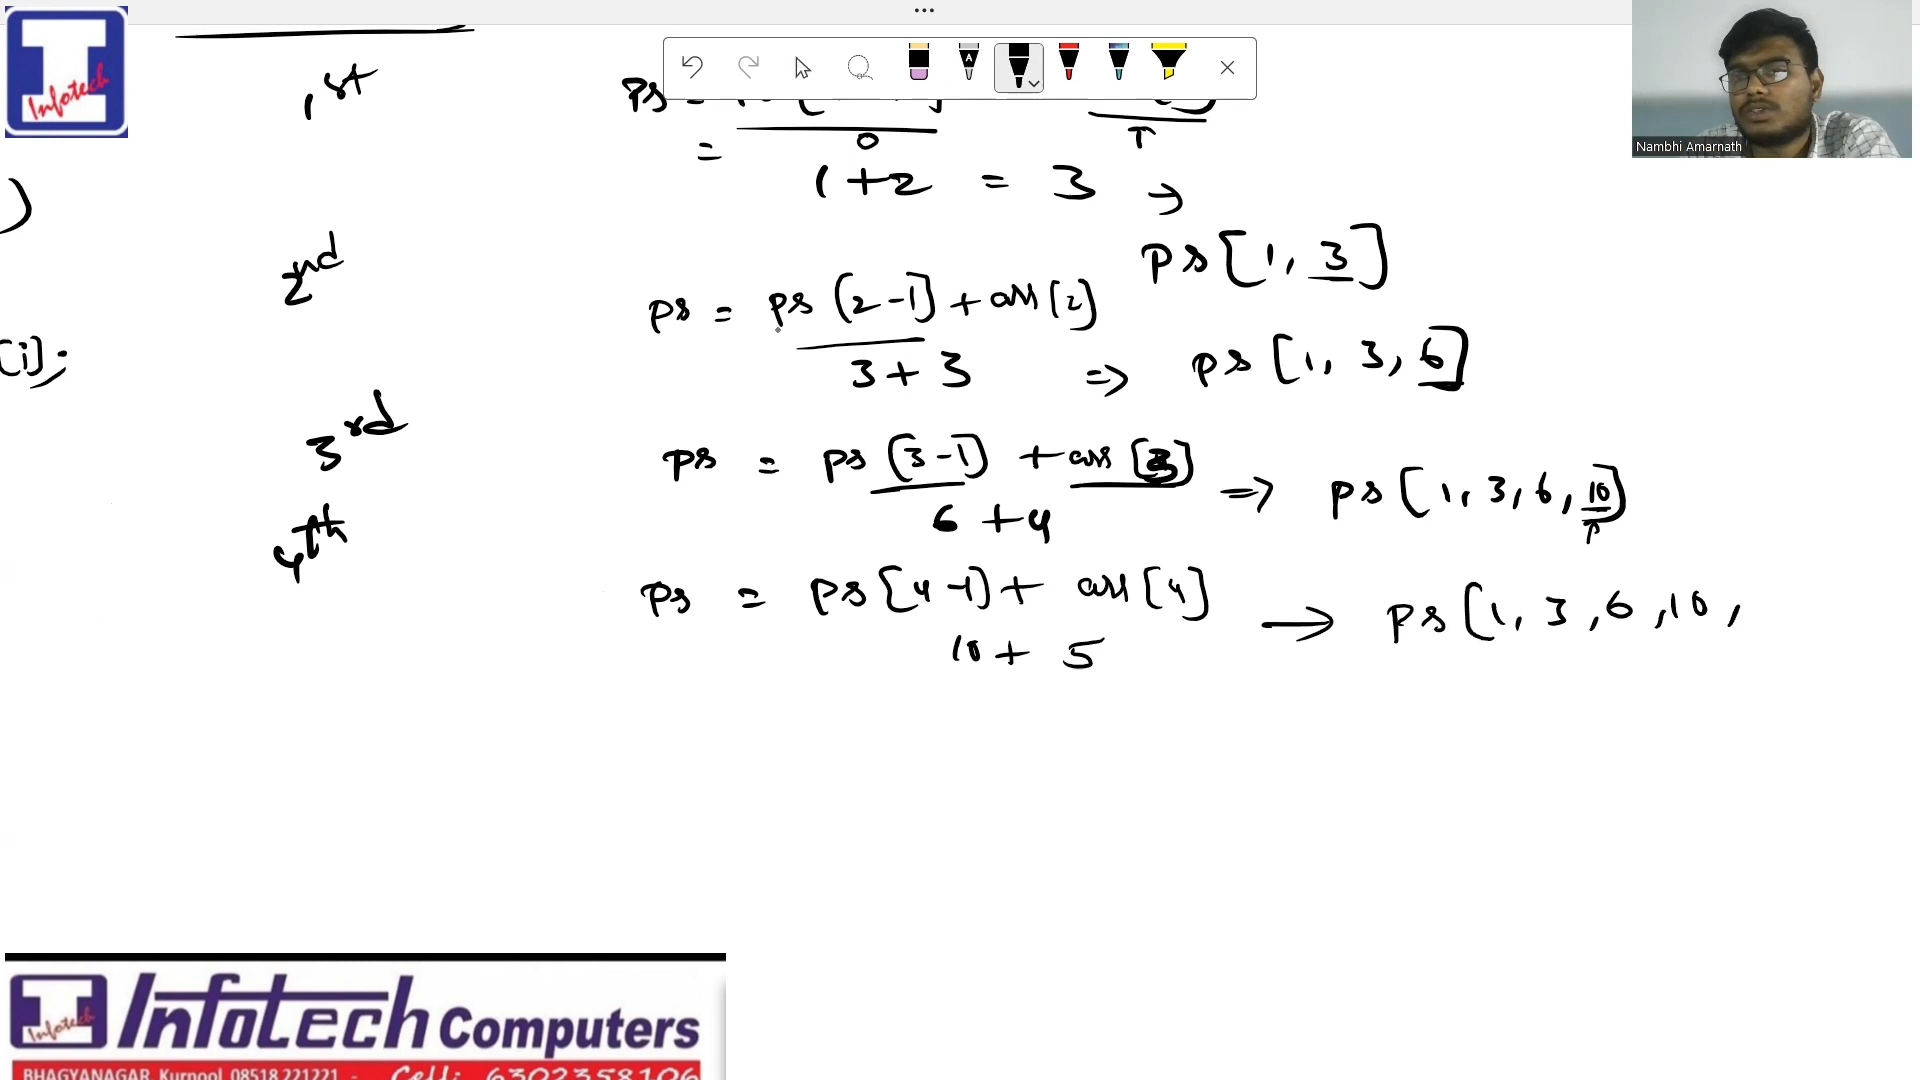 Infotech
Nambhi Amarnath
1st
ps =
0 1
= 1+2 = 3 →
)
ps[1, 3]
2nd
ps = ps(2-1] + arr[2]
3+3 => ps[1, 3, 6]
[i];
3rd
ps = ps(3-1) + arr[3] => ps[1, 3, 6, 10]
6+4
4th
ps = ps[4-1] + arr[4] → ps[1, 3, 6, 10,
10+5
Infotech Computers
BHAGYANAGAR, Kurnool 08518 221221 - Cell: 6302358106